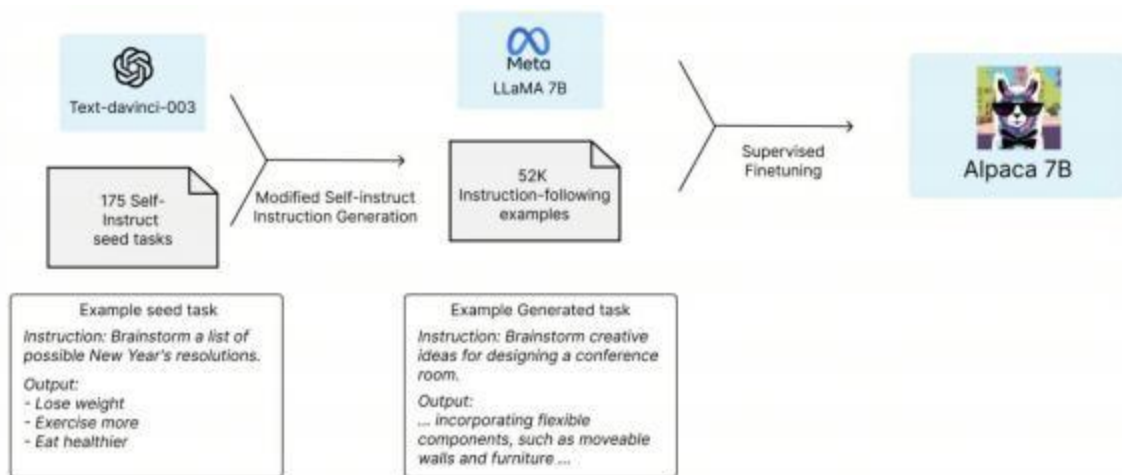 Text-davinci-003
175 Self-
Instruct
seed tasks
Modified Self-instruct
Instruction Generation
Meta
LLaMA 7B
52K
Instruction-following
examples
Supervised
Finetuning
Alpaca 7B
Example seed task
Instruction: Brainstorm a list of
possible New Year's resolutions.
Output:
- Lose weight
- Exercise more
- Eat healthier
Example Generated task
Instruction: Brainstorm creative
ideas for designing a conference
room.
Output:
... incorporating flexible
components, such as moveable
walls and furniture ...